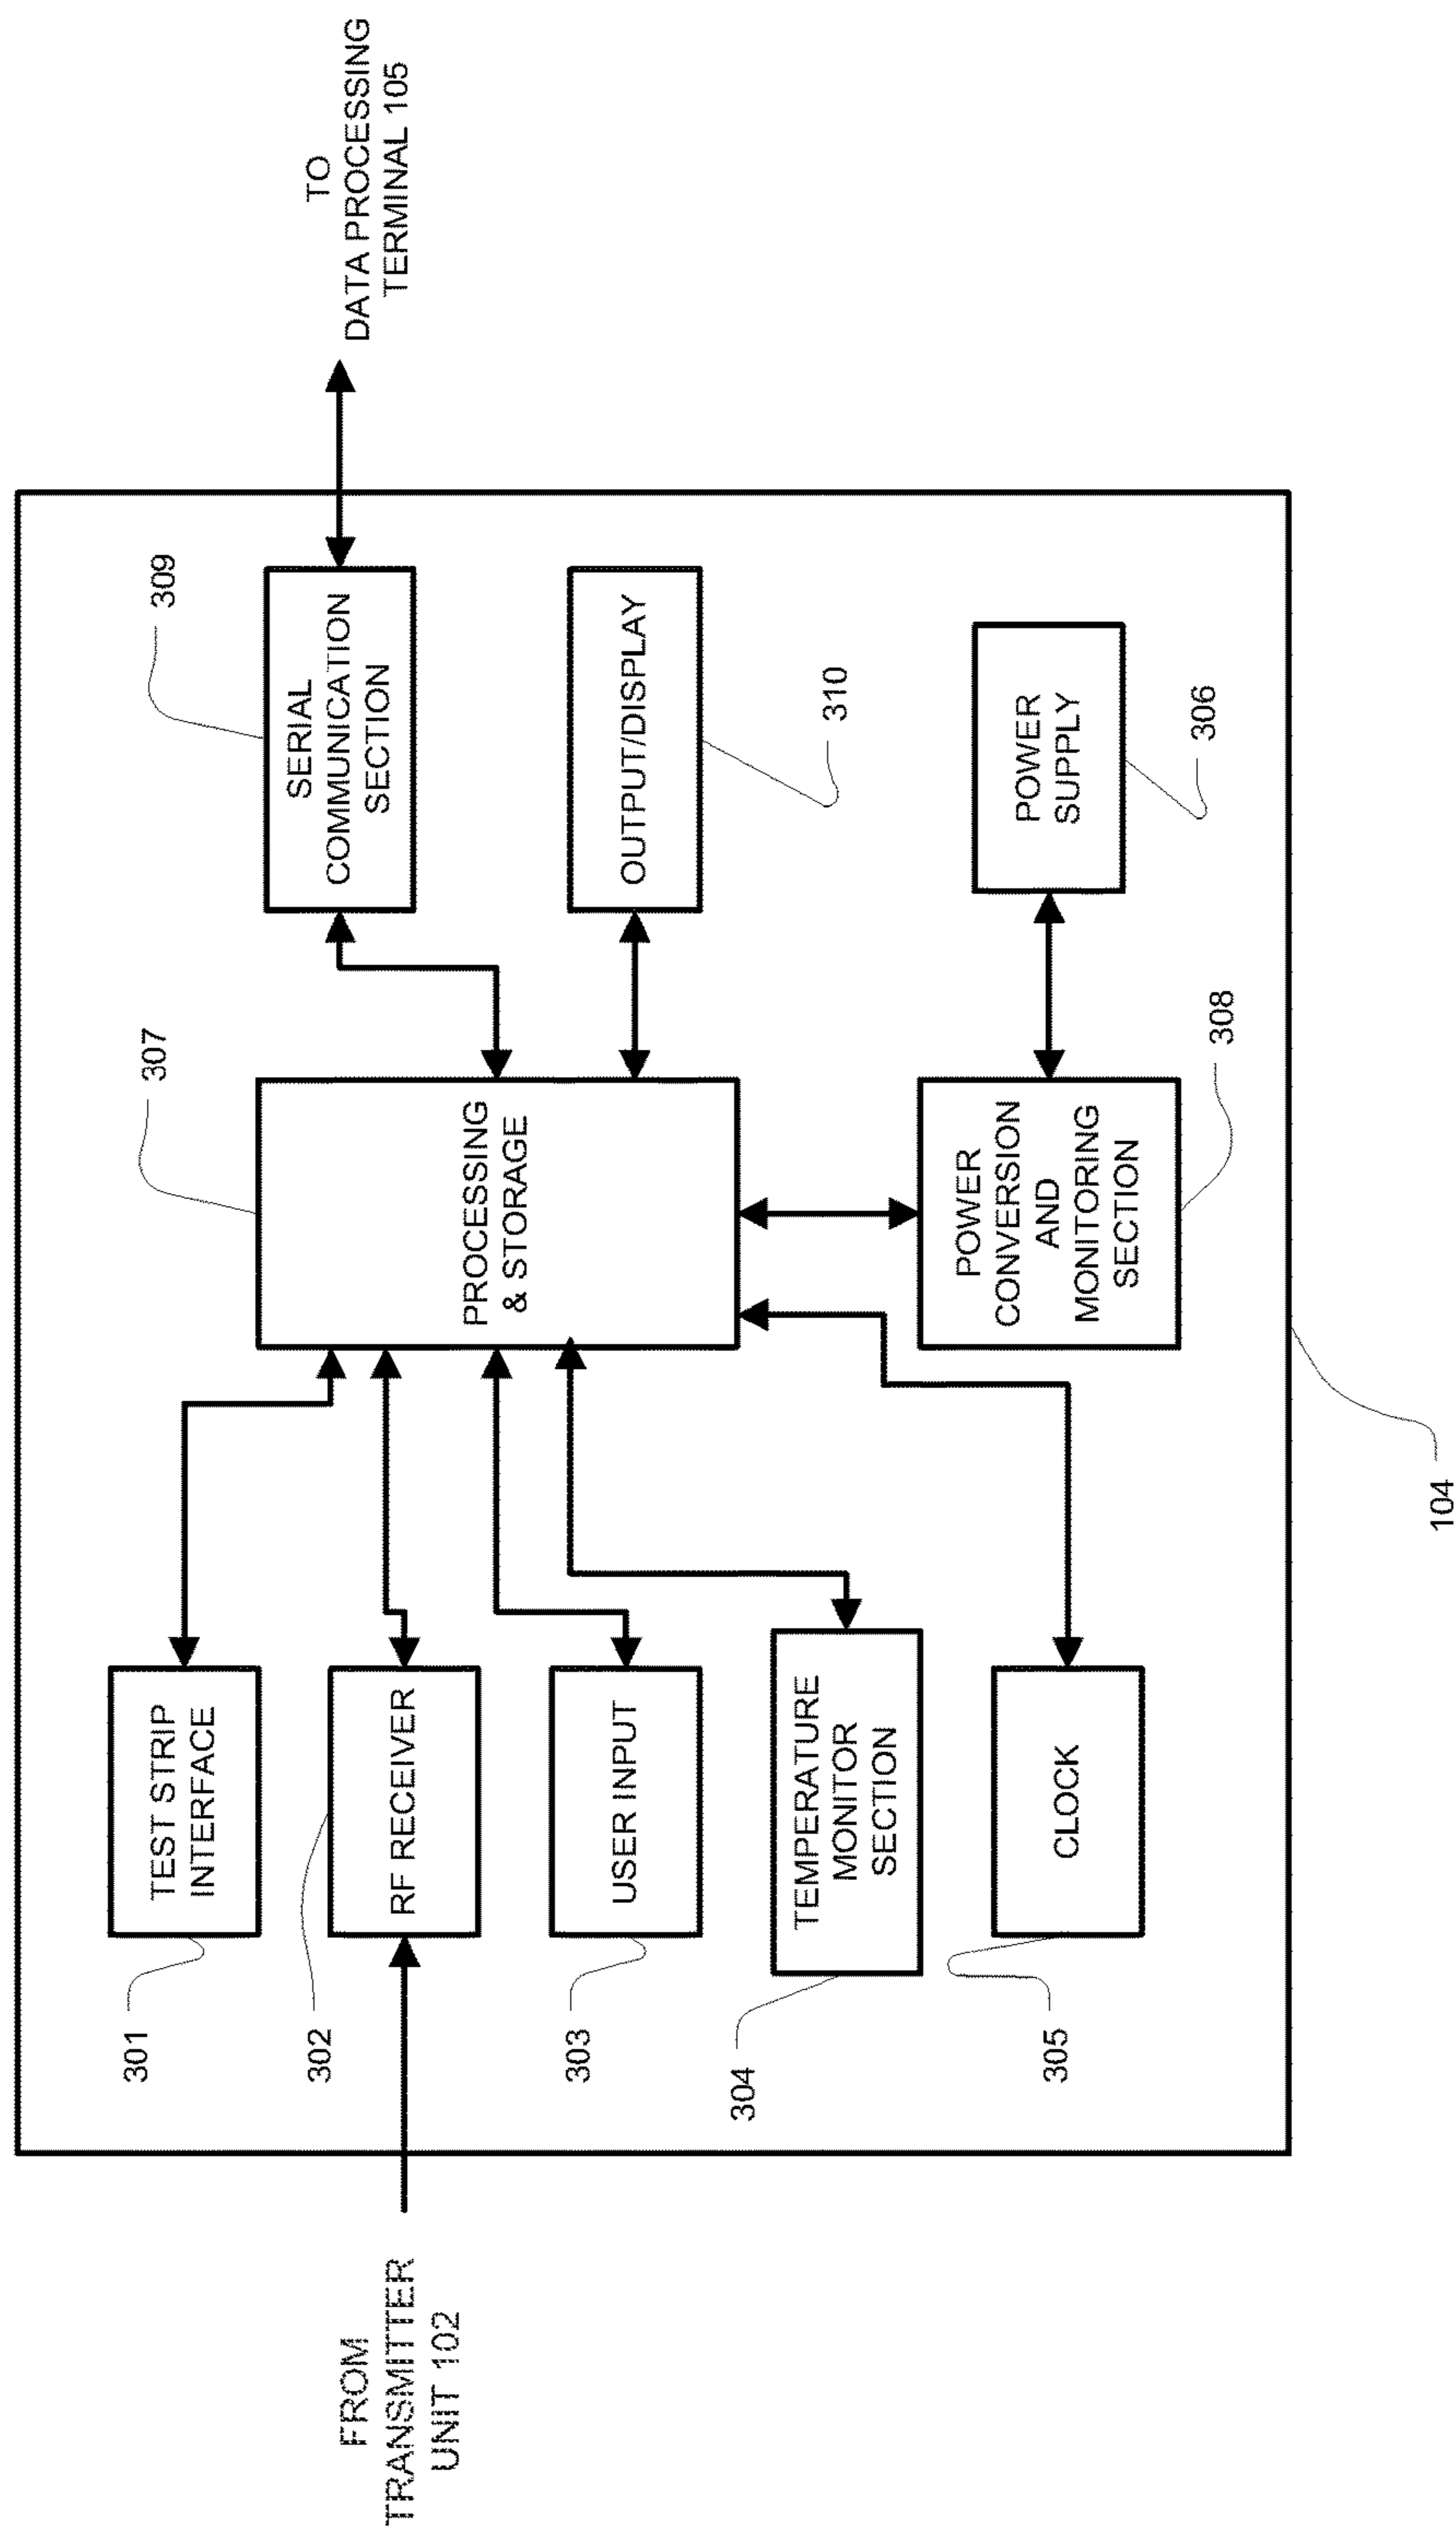 FROM
TRANSMITTER
UNIT 102
301
TEST STRIP
INTERFACE
302
RF RECEIVER
303
USER INPUT
304
TEMPERATURE
MONITOR
SECTION
305
CLOCK
307
PROCESSING
& STORAGE
POWER
CONVERSION
AND
MONITORING
SECTION
308
309
SERIAL
COMMUNICATION
SECTION
OUTPUT/DISPLAY
310
POWER
SUPPLY
306
TO
DATA PROCESSING
TERMINAL 105
104